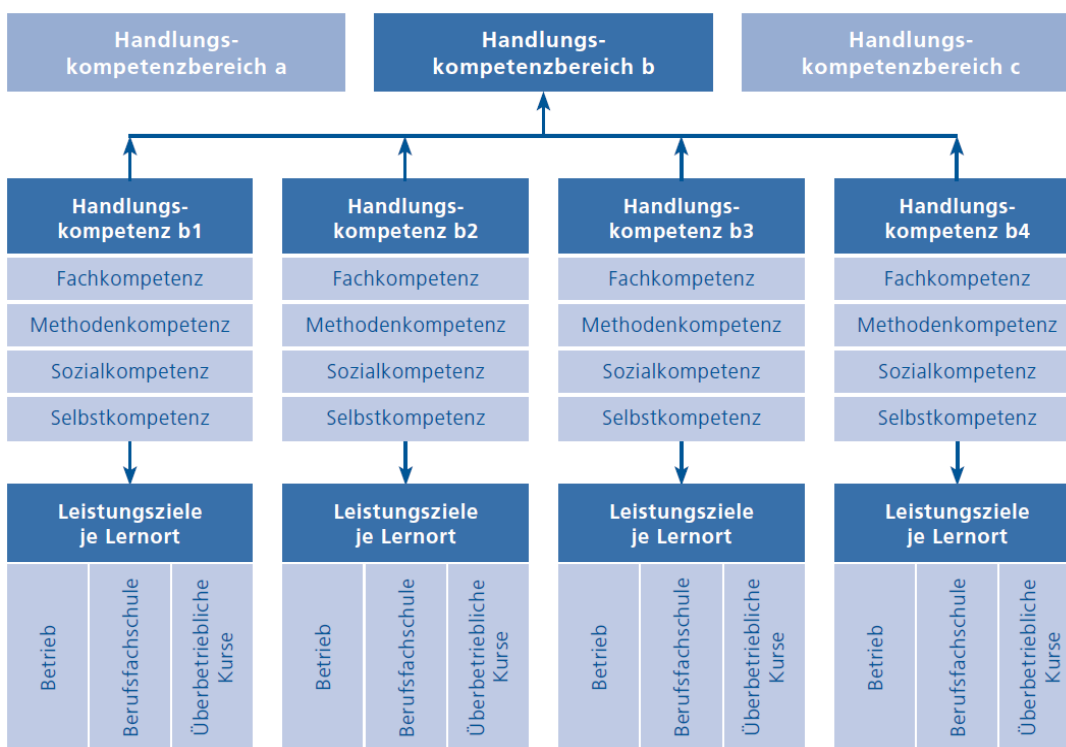 Handlungs-
kompetenzbereich a
Handlungs-
kompetenzbereich b
Handlungs-
kompetenzbereich c
Handlungs-
kompetenz b1
Fachkompetenz
Methodenkompetenz
Sozialkompetenz
Selbstkompetenz
Leistungsziele
je Lernort
Betrieb
Berufsfachschule
Überbetriebliche
Kurse
Handlungs-
kompetenz b2
Fachkompetenz
Methodenkompetenz
Sozialkompetenz
Selbstkompetenz
Leistungsziele
je Lernort
Betrieb
Berufsfachschule
Überbetriebliche
Kurse
Handlungs-
kompetenz b3
Fachkompetenz
Methodenkompetenz
Sozialkompetenz
Selbstkompetenz
Leistungsziele
je Lernort
Betrieb
Berufsfachschule
Überbetriebliche
Kurse
Handlungs-
kompetenz b4
Fachkompetenz
Methodenkompetenz
Sozialkompetenz
Selbstkompetenz
Leistungsziele
je Lernort
Betrieb
Berufsfachschule
Überbetriebliche
Kurse